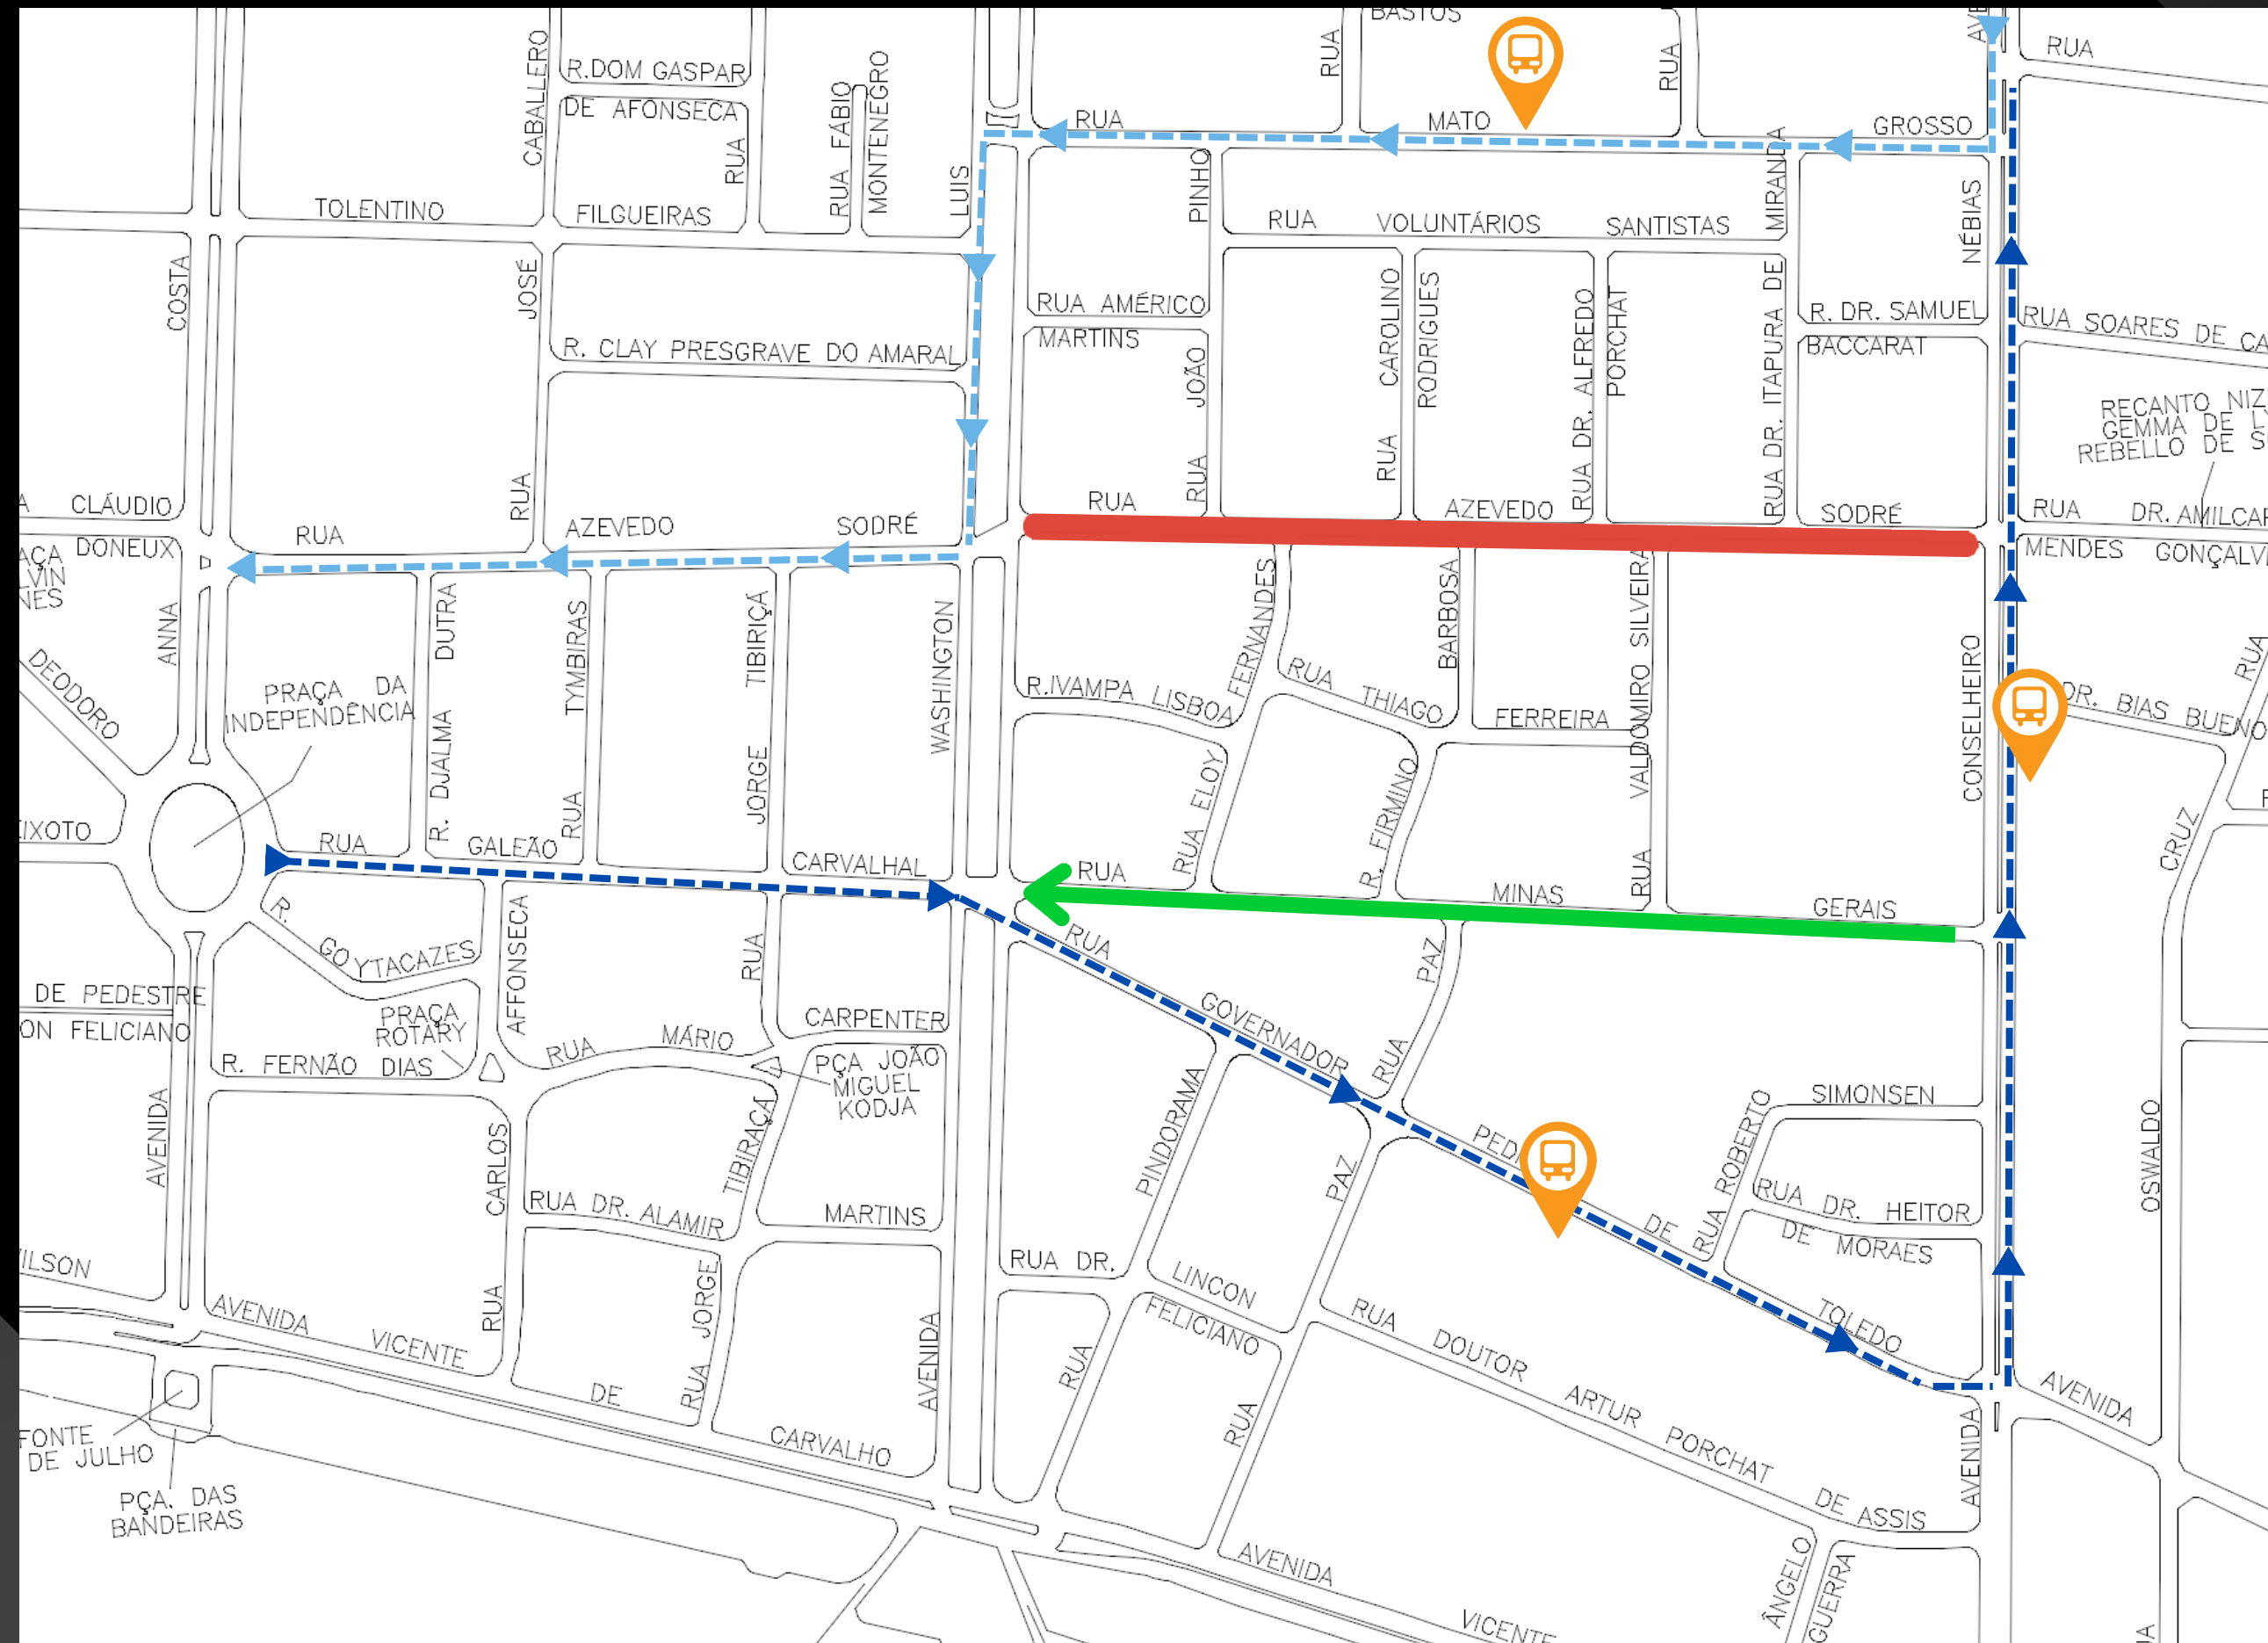 BASTOS
RUA
RUA
RUA
AVE
R.DOM GASPAR
DE AFONSECA
CABALLERO
RUA
RUA FÁBIO
MONTENEGRO
LUIS
RUA
MATO
GROSSO
TOLENTINO
FILGUEIRAS
PINHO
RUA VOLUNTÁRIOS SANTISTAS
MIRANDA
NÉBIAS
COSTA
JOSÉ
RUA AMÉRICO
MARTINS
CAROLINO
RODRIGUES
RUA
RUA DR. ALFREDO
PORCHAT
RUA DR. ITAPURA DE
R. DR. SAMUEL
BACCARAT
RUA SOARES DE CA
R. CLAY PRESGRAVE DO AMARAL
RUA JOÃO
RECANTO NIZ
GEMMA DE L
REBELLO DE S
A CLÁUDIO
DONEUX
RUA
RUA
AZEVEDO
SODRÉ
RUA
AZEVEDO
SODRÉ
RUA DR. AMILCAR
MENDES GONÇALV
AÇA
LVIN
NES
ANNA
DEODORO
PRAÇA DA
INDEPENDÊNCIA
R. DJALMA DUTRA
RUA TYMBIRAS
JORGE TIBIRIÇÁ
WASHINGTON
R.IVAMPA LISBOA
RUA ELOY
FERNANDES
RUA THIAGO
FERREIRA
R. FIRMINO
BARBOSA
RUA VALDOMIRO SILVEIRA
CONSELHEIRO
DR. BIAS BUENO
RUA
IXOTO
RUA
GALEÃO
CARVALHAL
RUA
MINAS
GERAIS
OSWALDO CRUZ
R. GOYTACAZES
AFFONSECA
RUA
DE PEDESTRE
ON FELICIANO
PRAÇA
ROTARY
R. FERNÃO DIAS
RUA MÁRIO
CARPENTER
PÇA JOÃO
MIGUEL
KODJA
RUA
GOVERNADOR
RUA PAZ
SIMONSEN
RUA ROBERTO
AVENIDA
CARLOS
RUA
TIBIRAÇA
PINDORAMA
RUA
PAZ
RUA
DE
TOLEDO
RUA DR. HEITOR
DE MORAES
RUA DR. ALAMIR
MARTINS
RUA DR.
LINCON
FELICIANO
RUA DOUTOR ARTUR PORCHAT
DE ASSIS
ILSON
AVENIDA
VICENTE
DE
CARVALHO
RUA JORGE
AVENIDA
AVENIDA
AVENIDA
FONTE
DE JULHO
PÇA. DAS
BANDEIRAS
AVENIDA
VICENTE
ÂNGELO
GUERRA